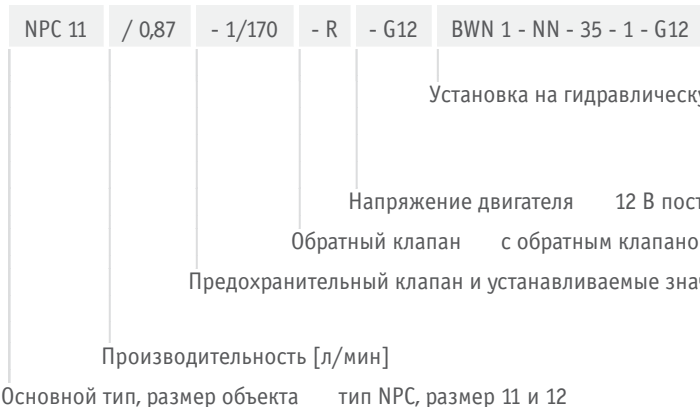 NPC 11 / 0,87 - 1/170 - R - G12 BWN 1 - NN - 35 - 1 - G12
Установка на гидравлическ
Напряжение двигателя 12 В пост
Обратный клапан с обратным клапано
Предохранительный клапан и устанавливаемые зна
Производительность [л/мин]
Основной тип, размер объекта тип NPC, размер 11 и 12